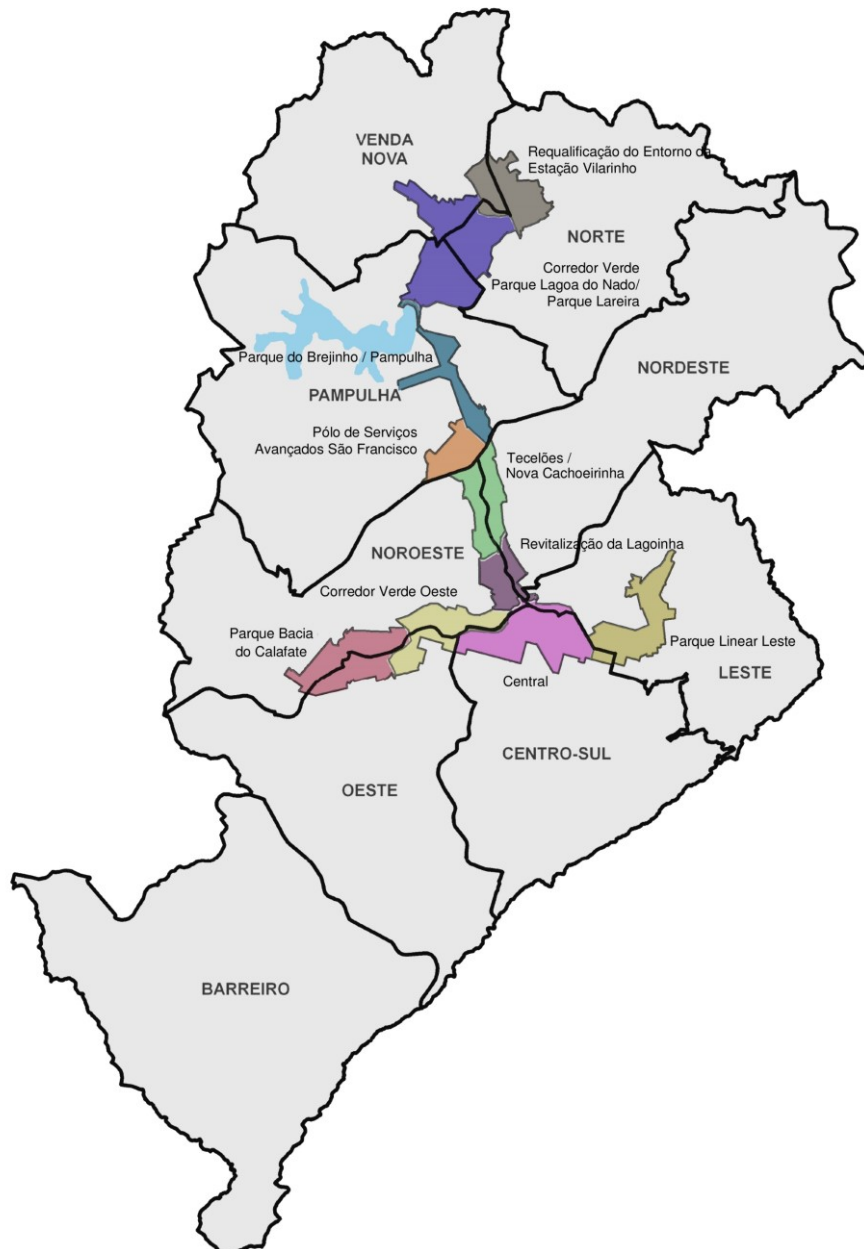 VENDA
NOVA
Requalificação do Entorno da
Estação Vilarinho
NORTE
Corredor Verde
Parque Lagoa do Nado/
Parque Lareira
Parque do Brejinho / Pampulha
NORDESTE
PAMPULHA
Pólo de Serviços
Avançados São Francisco
Tecelões /
Nova Cachoeirinha
Revitalização da Lagoinha
NOROESTE
Corredor Verde Oeste
Parque Bacia
do Calafate
Parque Linear Leste
LESTE
Central
CENTRO-SUL
OESTE
BARREIRO